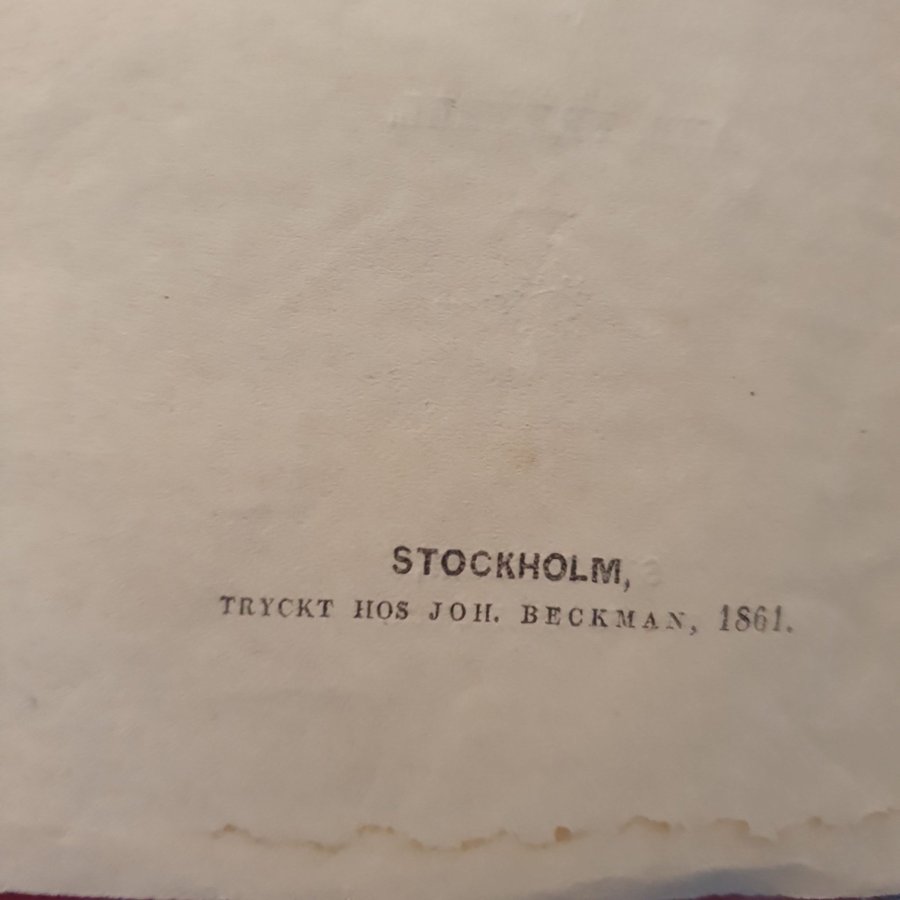 STOCKHOLM,
TRYCKT HOS JOH. BECKMAN, 1861.